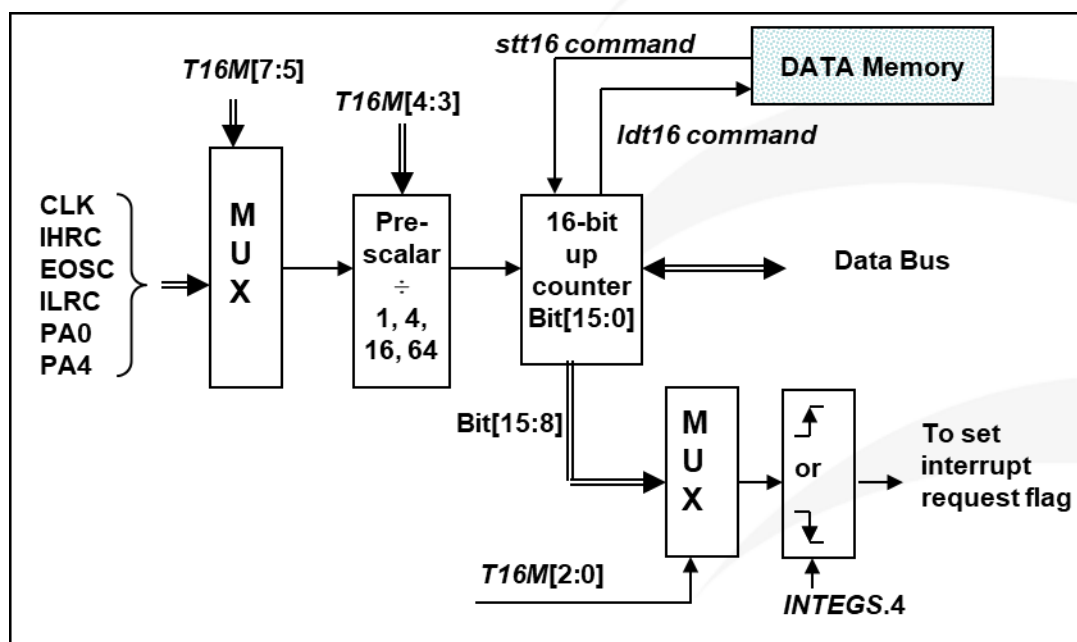 stt16 command
DATA Memory
T16M[7:5]
T16M[4:3]
ldt16 command
CLK
IHRC
EOSC
ILRC
PA0
PA4
M
U
X
Pre-
scalar
÷
1, 4,
16, 64
16-bit
up
counter
Bit[15:0]
Data Bus
Bit[15:8]
M
U
X
or
To set
interrupt
request flag
T16M[2:0]
INTEGS.4